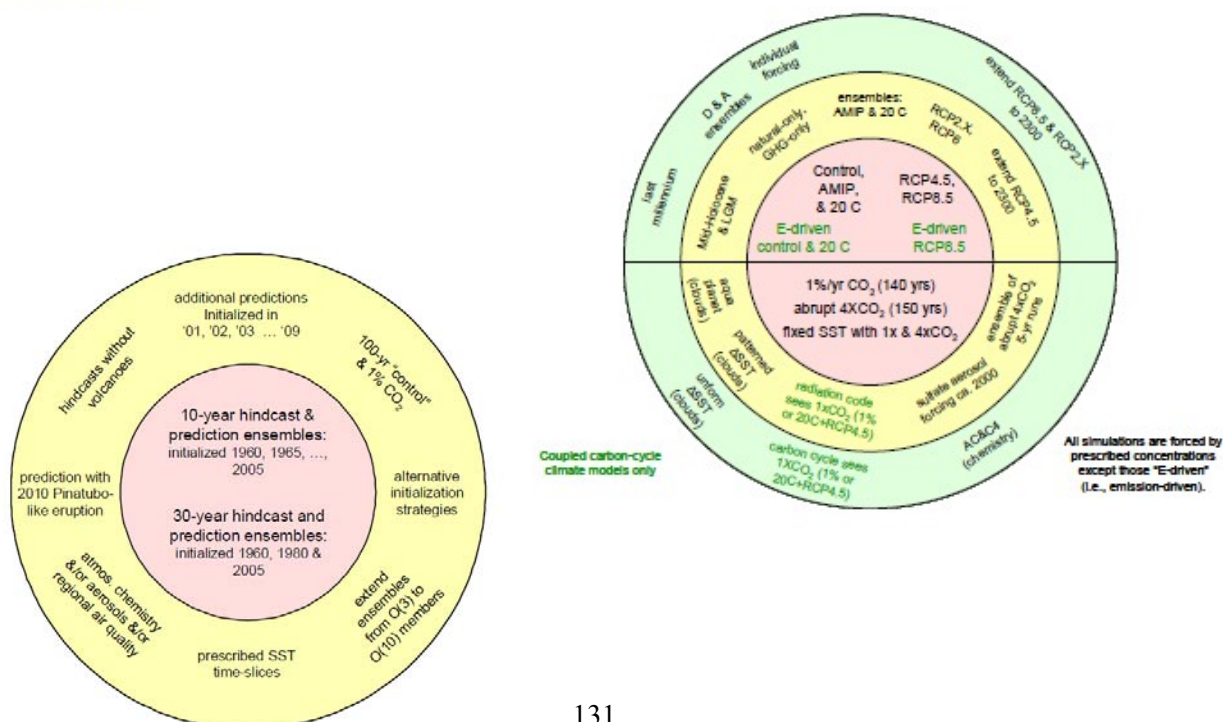 additional predictions
Initialized in
'01, '02, '03 … '09
hindcasts without
volcanoes
100-yr "control"
& 1% CO2
10-year hindcast &
prediction ensembles:
initialized 1960, 1965, …,
2005
30-year hindcast and
prediction ensembles:
initialized 1960, 1980 &
2005
prediction with
2010 Pinatubo-
like eruption
alternative
initialization
strategies
atmos. chemistry
&/or aerosols &/or
regional air quality
prescribed SST
time-slices
extend
ensembles
from O(3) to
O(10) members
individual
forcing
D & A
ensembles
last
millennium
extend RCP8.5 & RCP2.X
to 2300
ensembles:
AMIP & 20 C
natural-only,
GHG-only
Mid-Holocene
& LGM
RCP2.X,
RCP6
extend RCP4.5
to 2300
Control,
AMIP,
& 20 C
RCP4.5,
RCP8.5
E-driven
control & 20 C
E-driven
RCP8.5
1%/yr CO2 (140 yrs)
abrupt 4XCO2 (150 yrs)
fixed SST with 1x & 4xCO2
aqua
planet
(clouds)
patterned
ΔSST
(clouds)
uniform
ΔSST
(clouds)
radiation code
sees 1xCO2 (1%
or 20C+RCP4.5)
carbon cycle sees
1XCO2 (1% or
20C+RCP4.5)
ensemble of
abrupt 4xCO2
5-yr runs
sulfate aerosol
forcing ca. 2000
AC&C4
(chemistry)
Coupled carbon-cycle
climate models only
All simulations are forced by
prescribed concentrations
except those "E-driven"
(i.e., emission-driven).
131